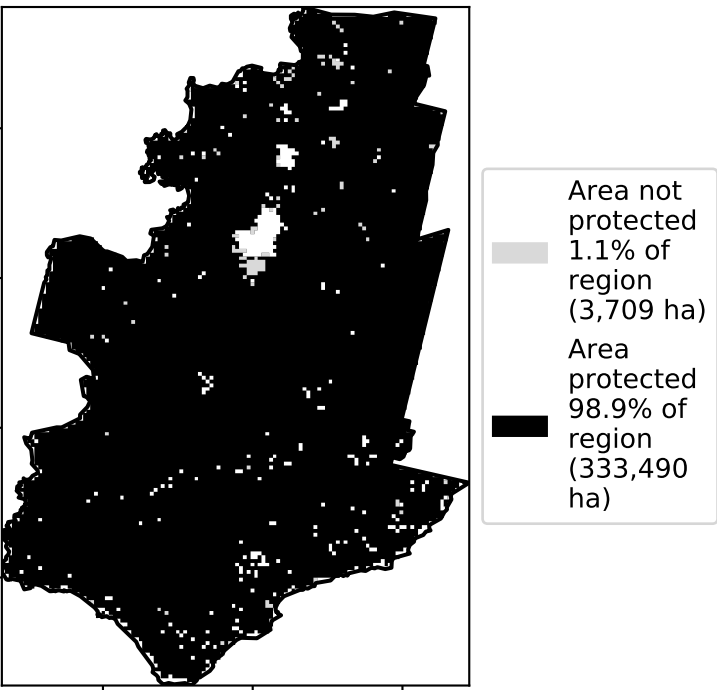 Area not
protected
1.1% of
region
(3,709 ha)
Area
protected
98.9% of
region
(333,490
ha)